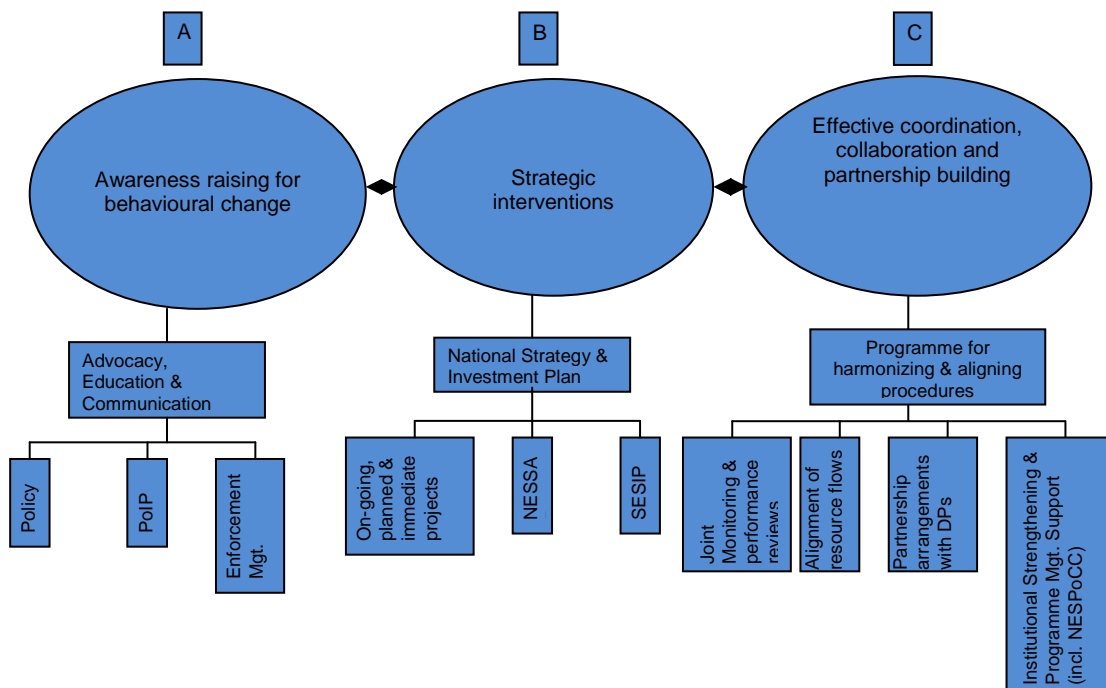 A
B
C
Awareness raising for
behavioural change
Strategic
interventions
Effective coordination,
collaboration and
partnership building
Advocacy,
Education &
Communication
National Strategy &
Investment Plan
Programme for
harmonizing & aligning
procedures
Policy
PoIP
Enforcement
Mgt.
On-going,
planned &
immediate
projects
NESSA
SESIP
Joint
Monitoring &
performance
reviews
Alignment of
resource flows
Partnership
arrangements
with DPs
Institutional Strengthening &
Programme Mgt. Support
(incl. NESPoCC)